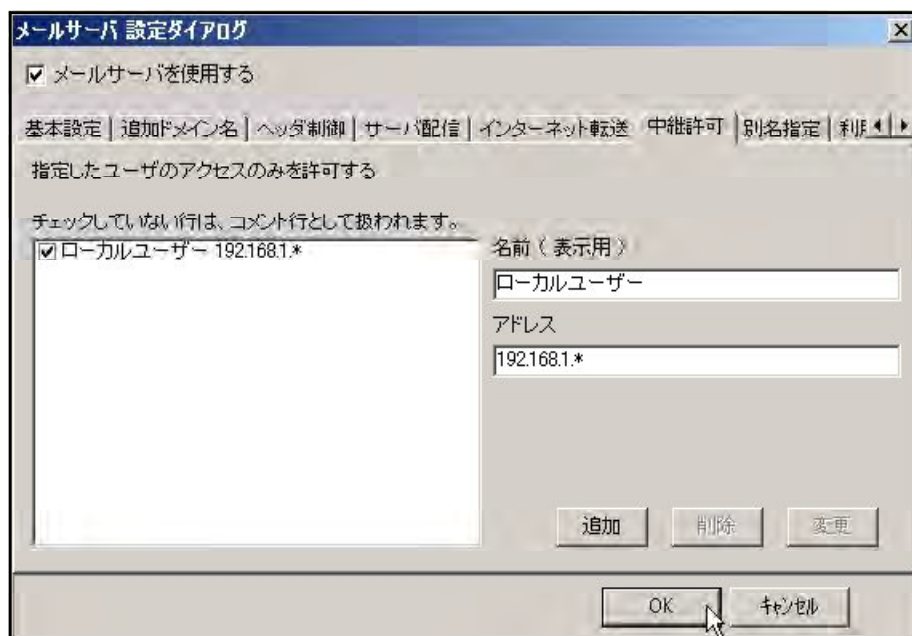 メールサーバ 設定ダイアログ
メールサーバを使用する
基本設定 追加ドメイン名 ヘッダ制御 サーバ配信 インターネット転送 中継許可 別名指定 利用
指定したユーザのアクセスのみを許可する
チェックしていない行は、コメント行として扱われます。
ローカルユーザー 192.168.1.*
名前（表示用）
ローカルユーザー
アドレス
192.168.1.*
追加 削除 変更
OK キャンセル